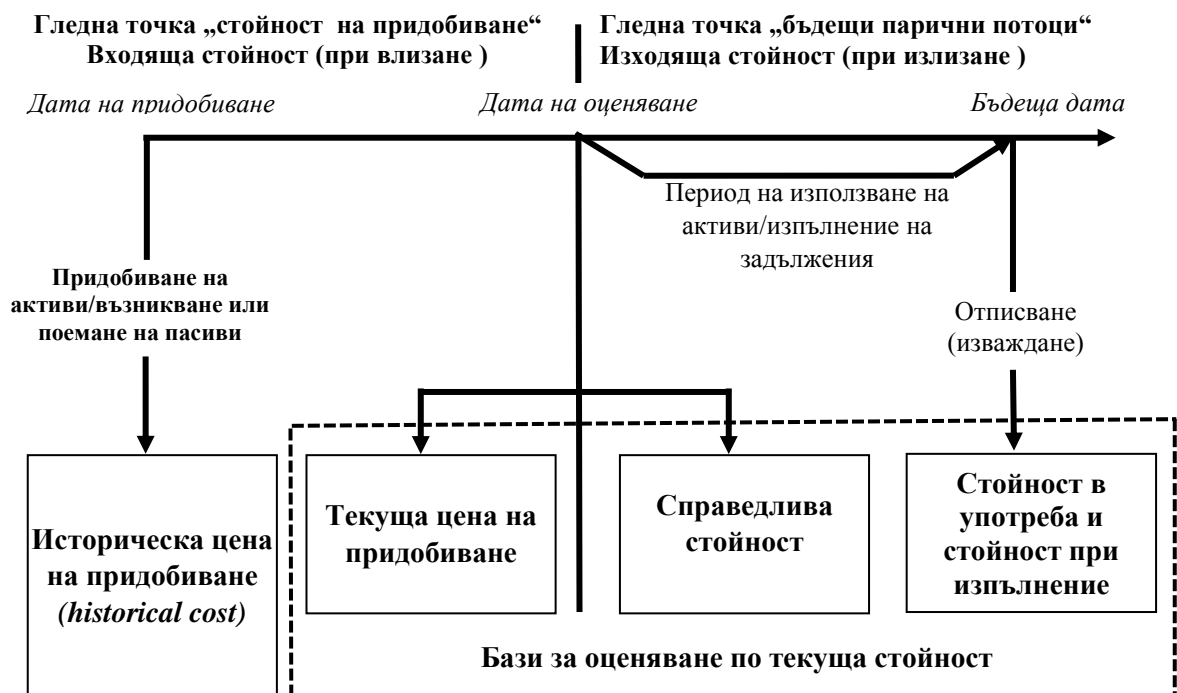 Гледна точка „стойност на придобиване“
Входяща стойност (при влизане )
Гледна точка „бъдещи парични потоци“
Изходяща стойност (при излизане )
Дата на придобиване
Дата на оценяване
Бъдеща дата
Период на използване на
активи/изпълнение на
задължения
Придобиване на
активи/възникване или
поемане на пасиви
Отписване
(изваждане)
Историческа цена
на придобиване
(historical cost)
Текуща цена на
придобиване
Справедлива
стойност
Стойност в
употреба и
стойност при
изпълнение
Бази за оценяване по текуща стойност